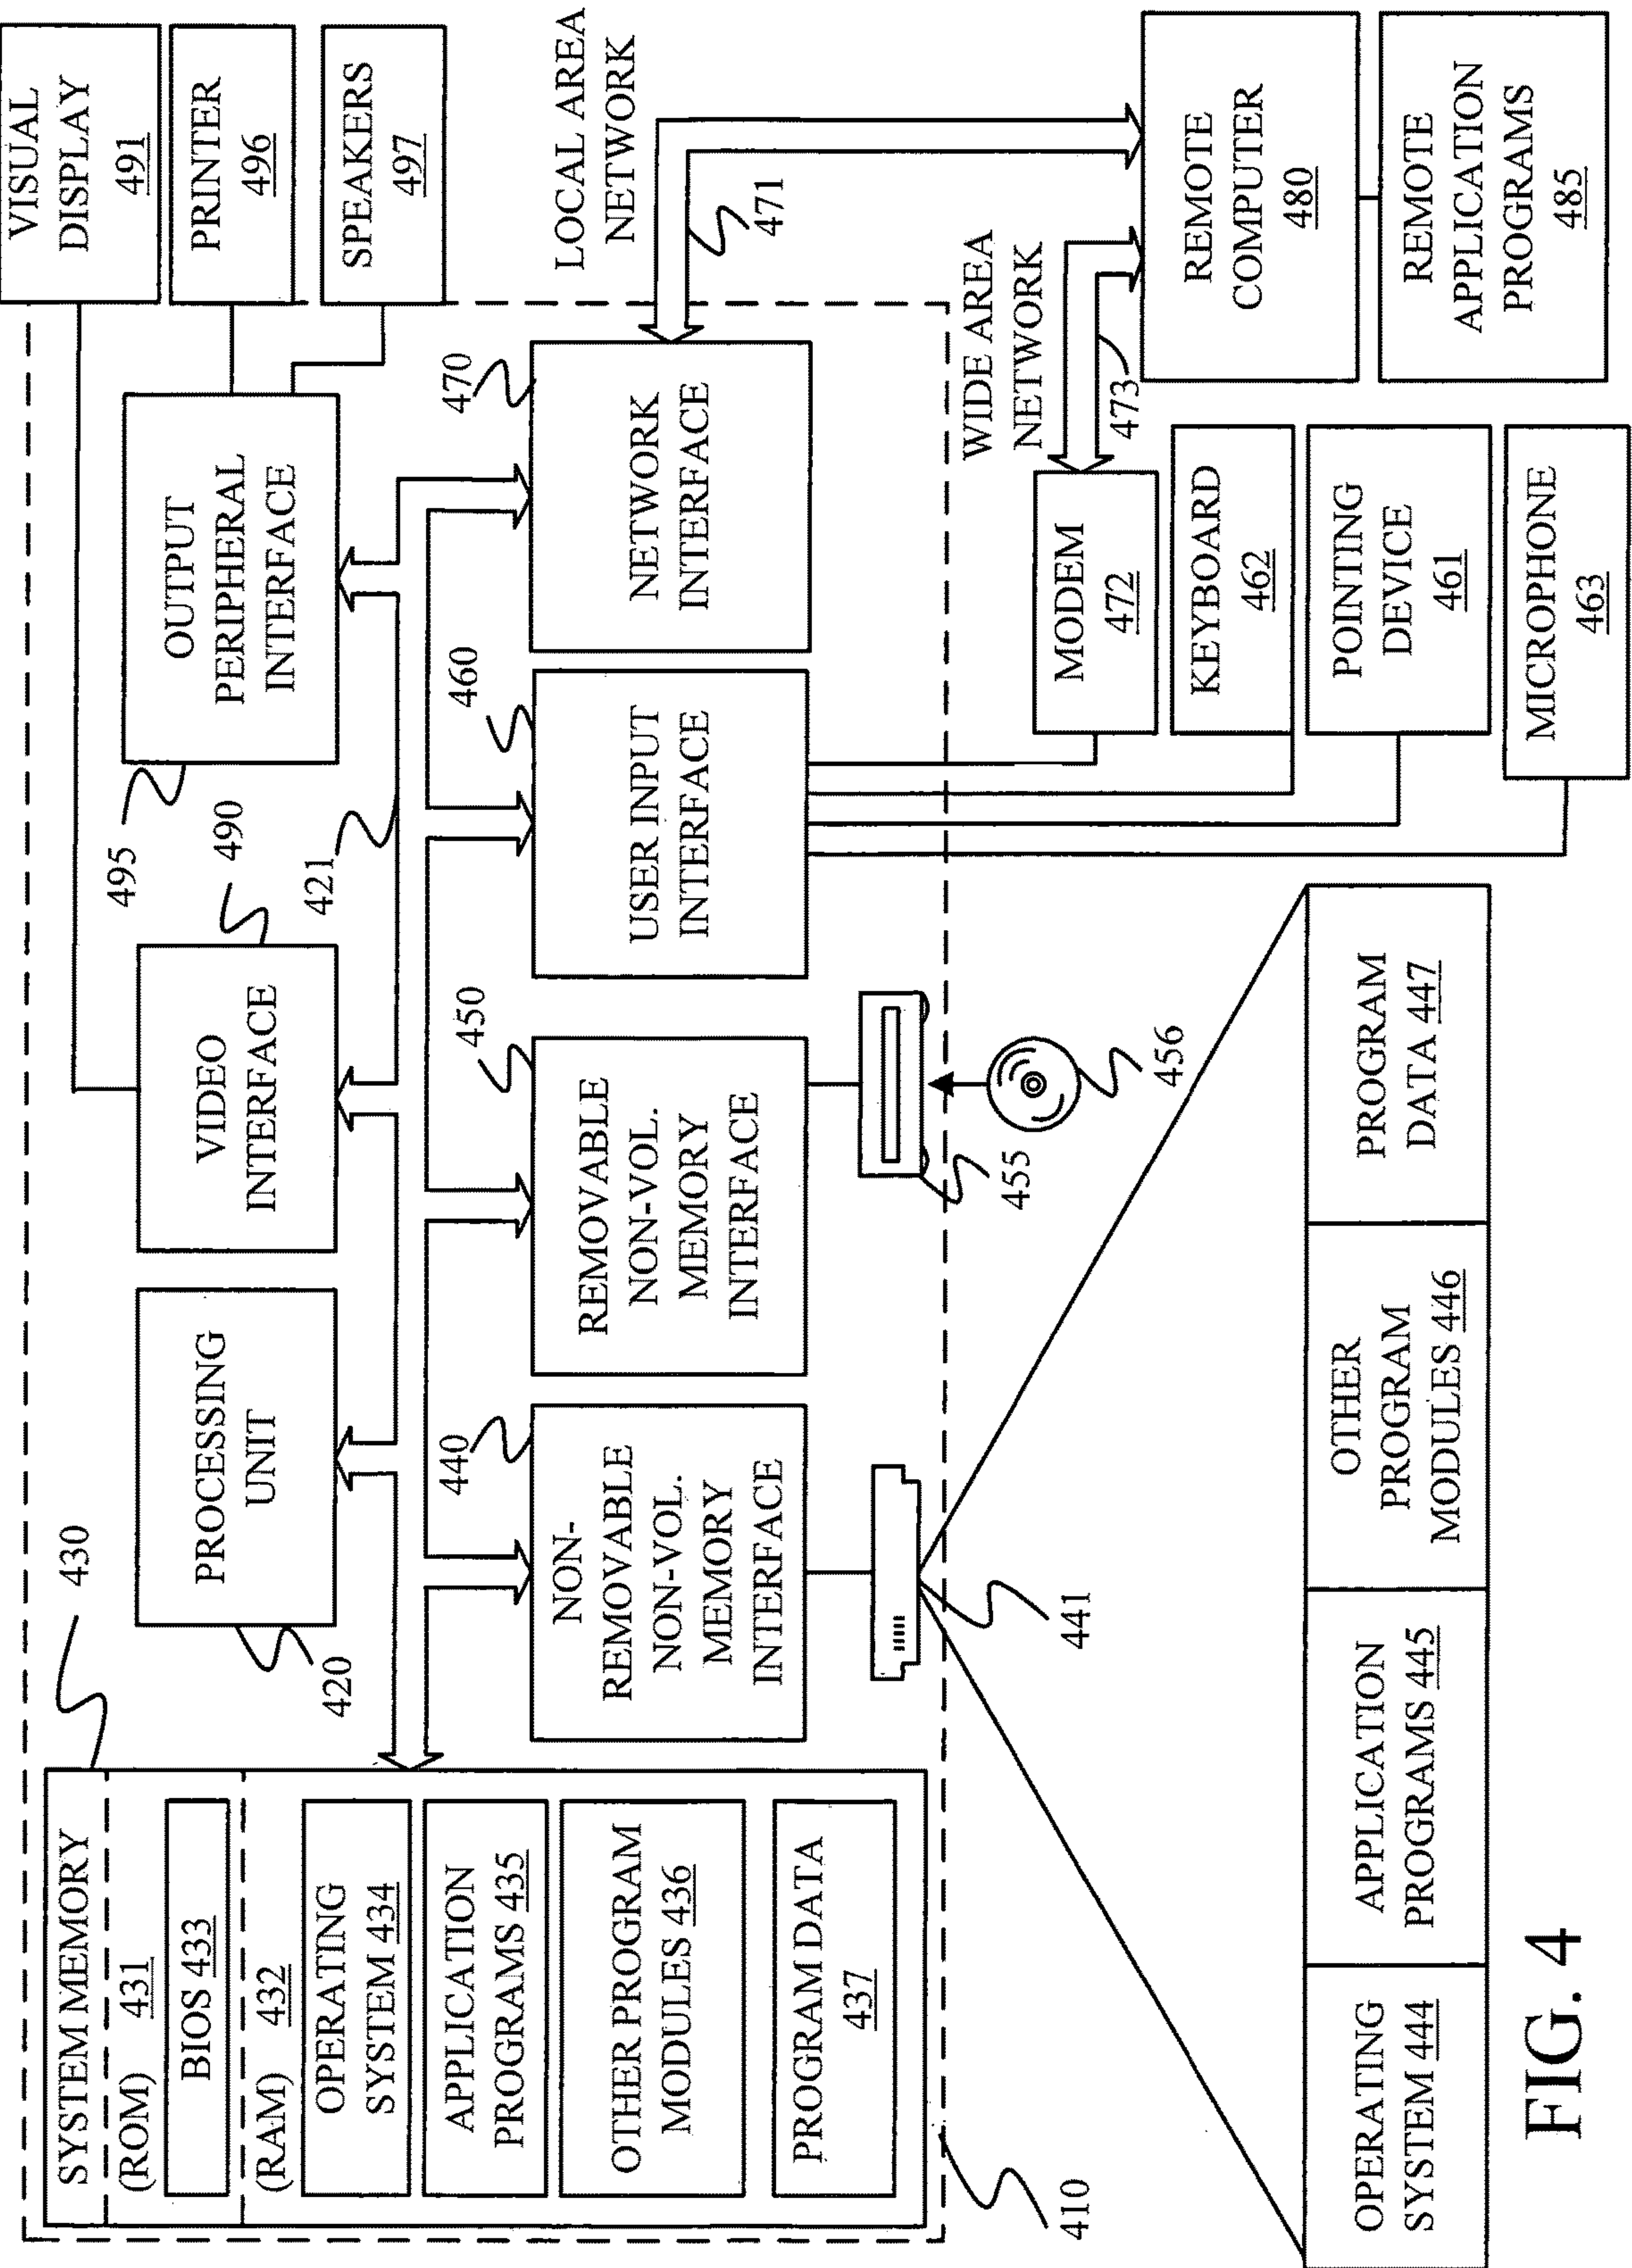 SYSTEM MEMORY
(ROM) 431
BIOS 433
(RAM) 432
OPERATING
SYSTEM 434
APPLICATION
PROGRAMS 435
OTHER PROGRAM
MODULES 436
PROGRAM DATA
437
430
420
PROCESSING
UNIT
VIDEO
INTERFACE
490
421
495
OUTPUT
PERIPHERAL
INTERFACE
VISUAL
DISPLAY
491
PRINTER
496
SPEAKERS
497
440
NON-
REMOVABLE
NON-VOL.
MEMORY
INTERFACE
450
REMOVABLE
NON-VOL.
MEMORY
INTERFACE
460
USER INPUT
INTERFACE
470
NETWORK
INTERFACE
LOCAL AREA
NETWORK
471
WIDE AREA
NETWORK
473
410
441
455
456
MODEM
472
KEYBOARD
462
POINTING
DEVICE
461
MICROPHONE
463
REMOTE
COMPUTER
480
REMOTE
APPLICATION
PROGRAMS
485
OPERATING
SYSTEM 444
APPLICATION
PROGRAMS 445
OTHER
PROGRAM
MODULES 446
PROGRAM
DATA 447
FIG. 4